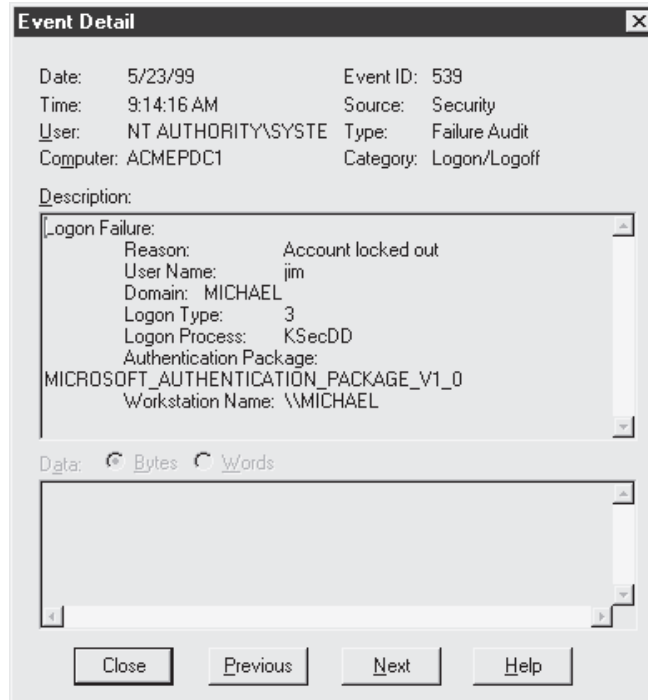 Event Detail
Date: 5/23/99 Event ID: 539
Time: 9:14:16 AM Source: Security
User: NT AUTHORITY\SYSTE Type: Failure Audit
Computer: ACMEPDC1 Category: Logon/Logoff
Description:
Logon Failure:
Reason: Account locked out
User Name: jim
Domain: MICHAEL
Logon Type: 3
Logon Process: KSecDD
Authentication Package:
MICROSOFT_AUTHENTICATION_PACKAGE_V1_0
Workstation Name: \\MICHAEL
Data: Bytes Words
Close Previous Next Help